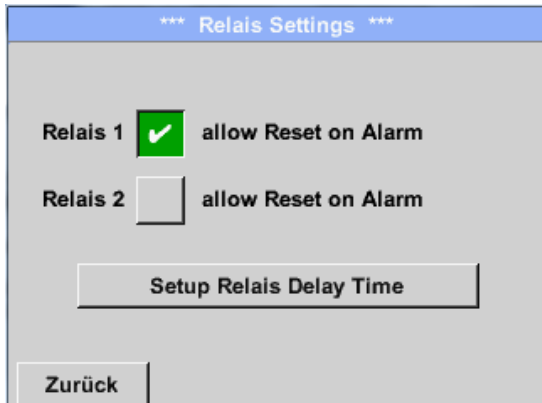 *** Relais Settings ***
Relais 1 ✔ allow Reset on Alarm
Relais 2 allow Reset on Alarm
Setup Relais Delay Time
Zurück